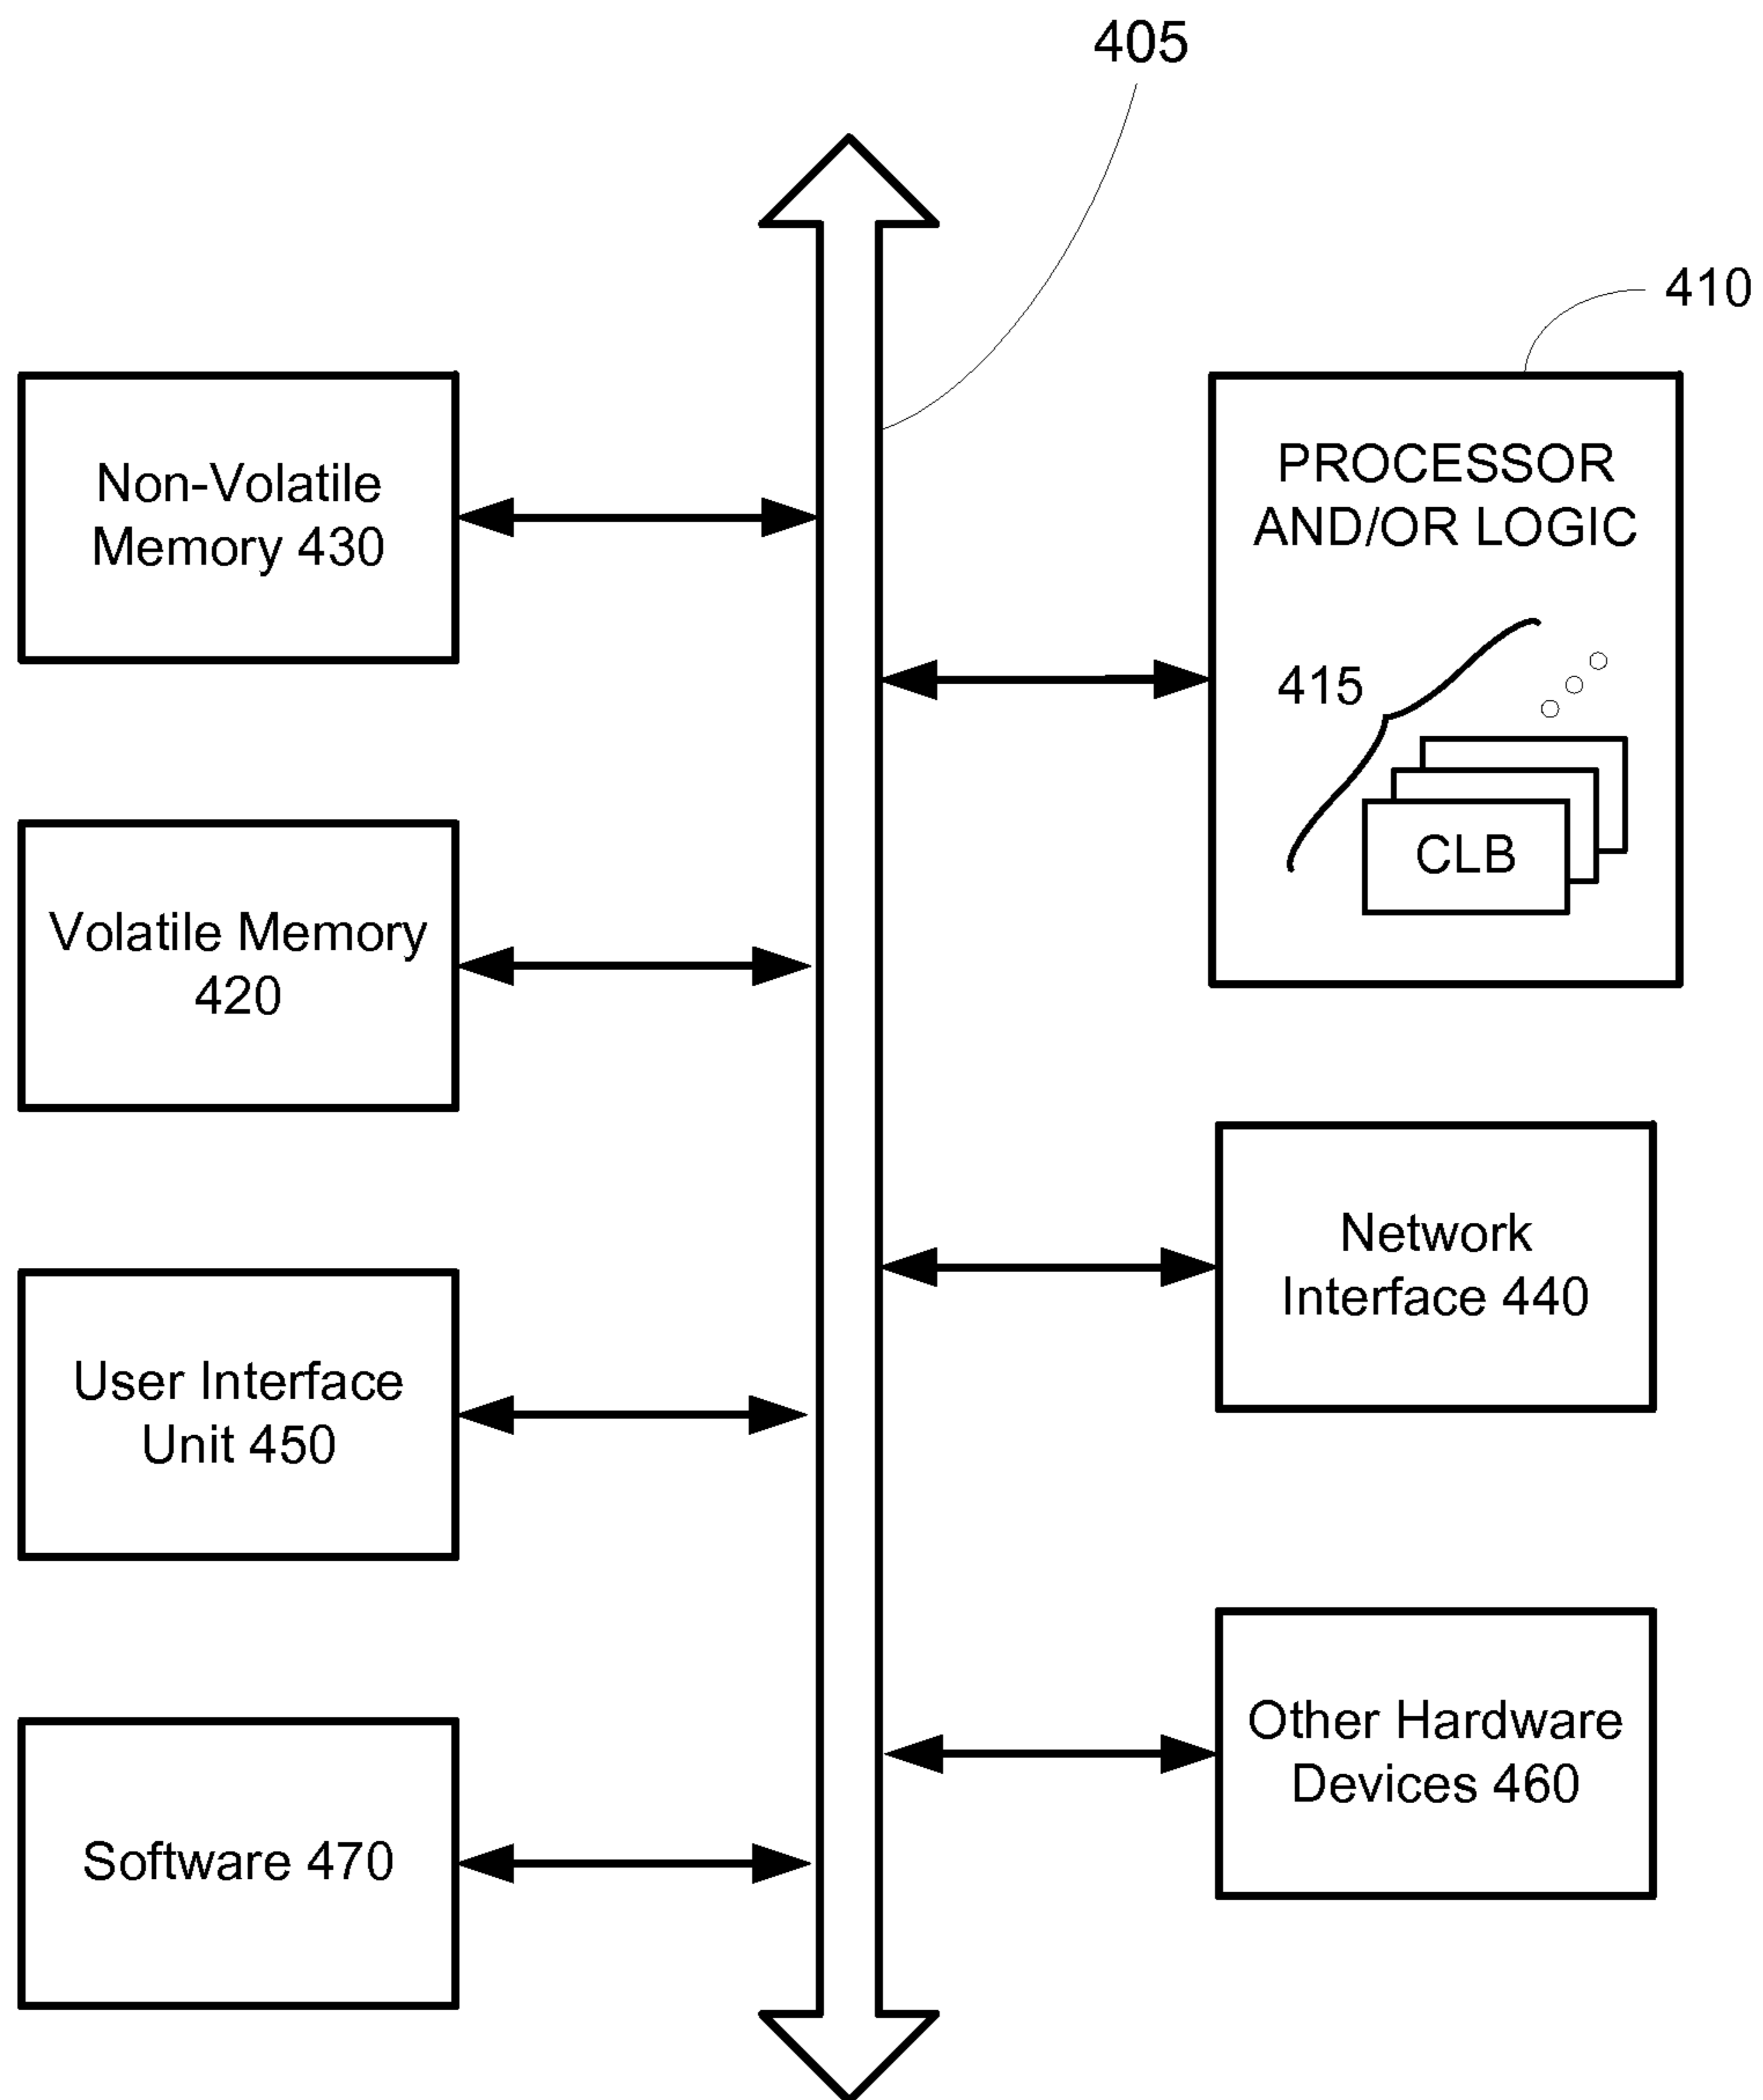 405
410
Non-Volatile
Memory 430
PROCESSOR
AND/OR LOGIC
415
CLB
Volatile Memory
420
Network
Interface 440
User Interface
Unit 450
Other Hardware
Devices 460
Software 470